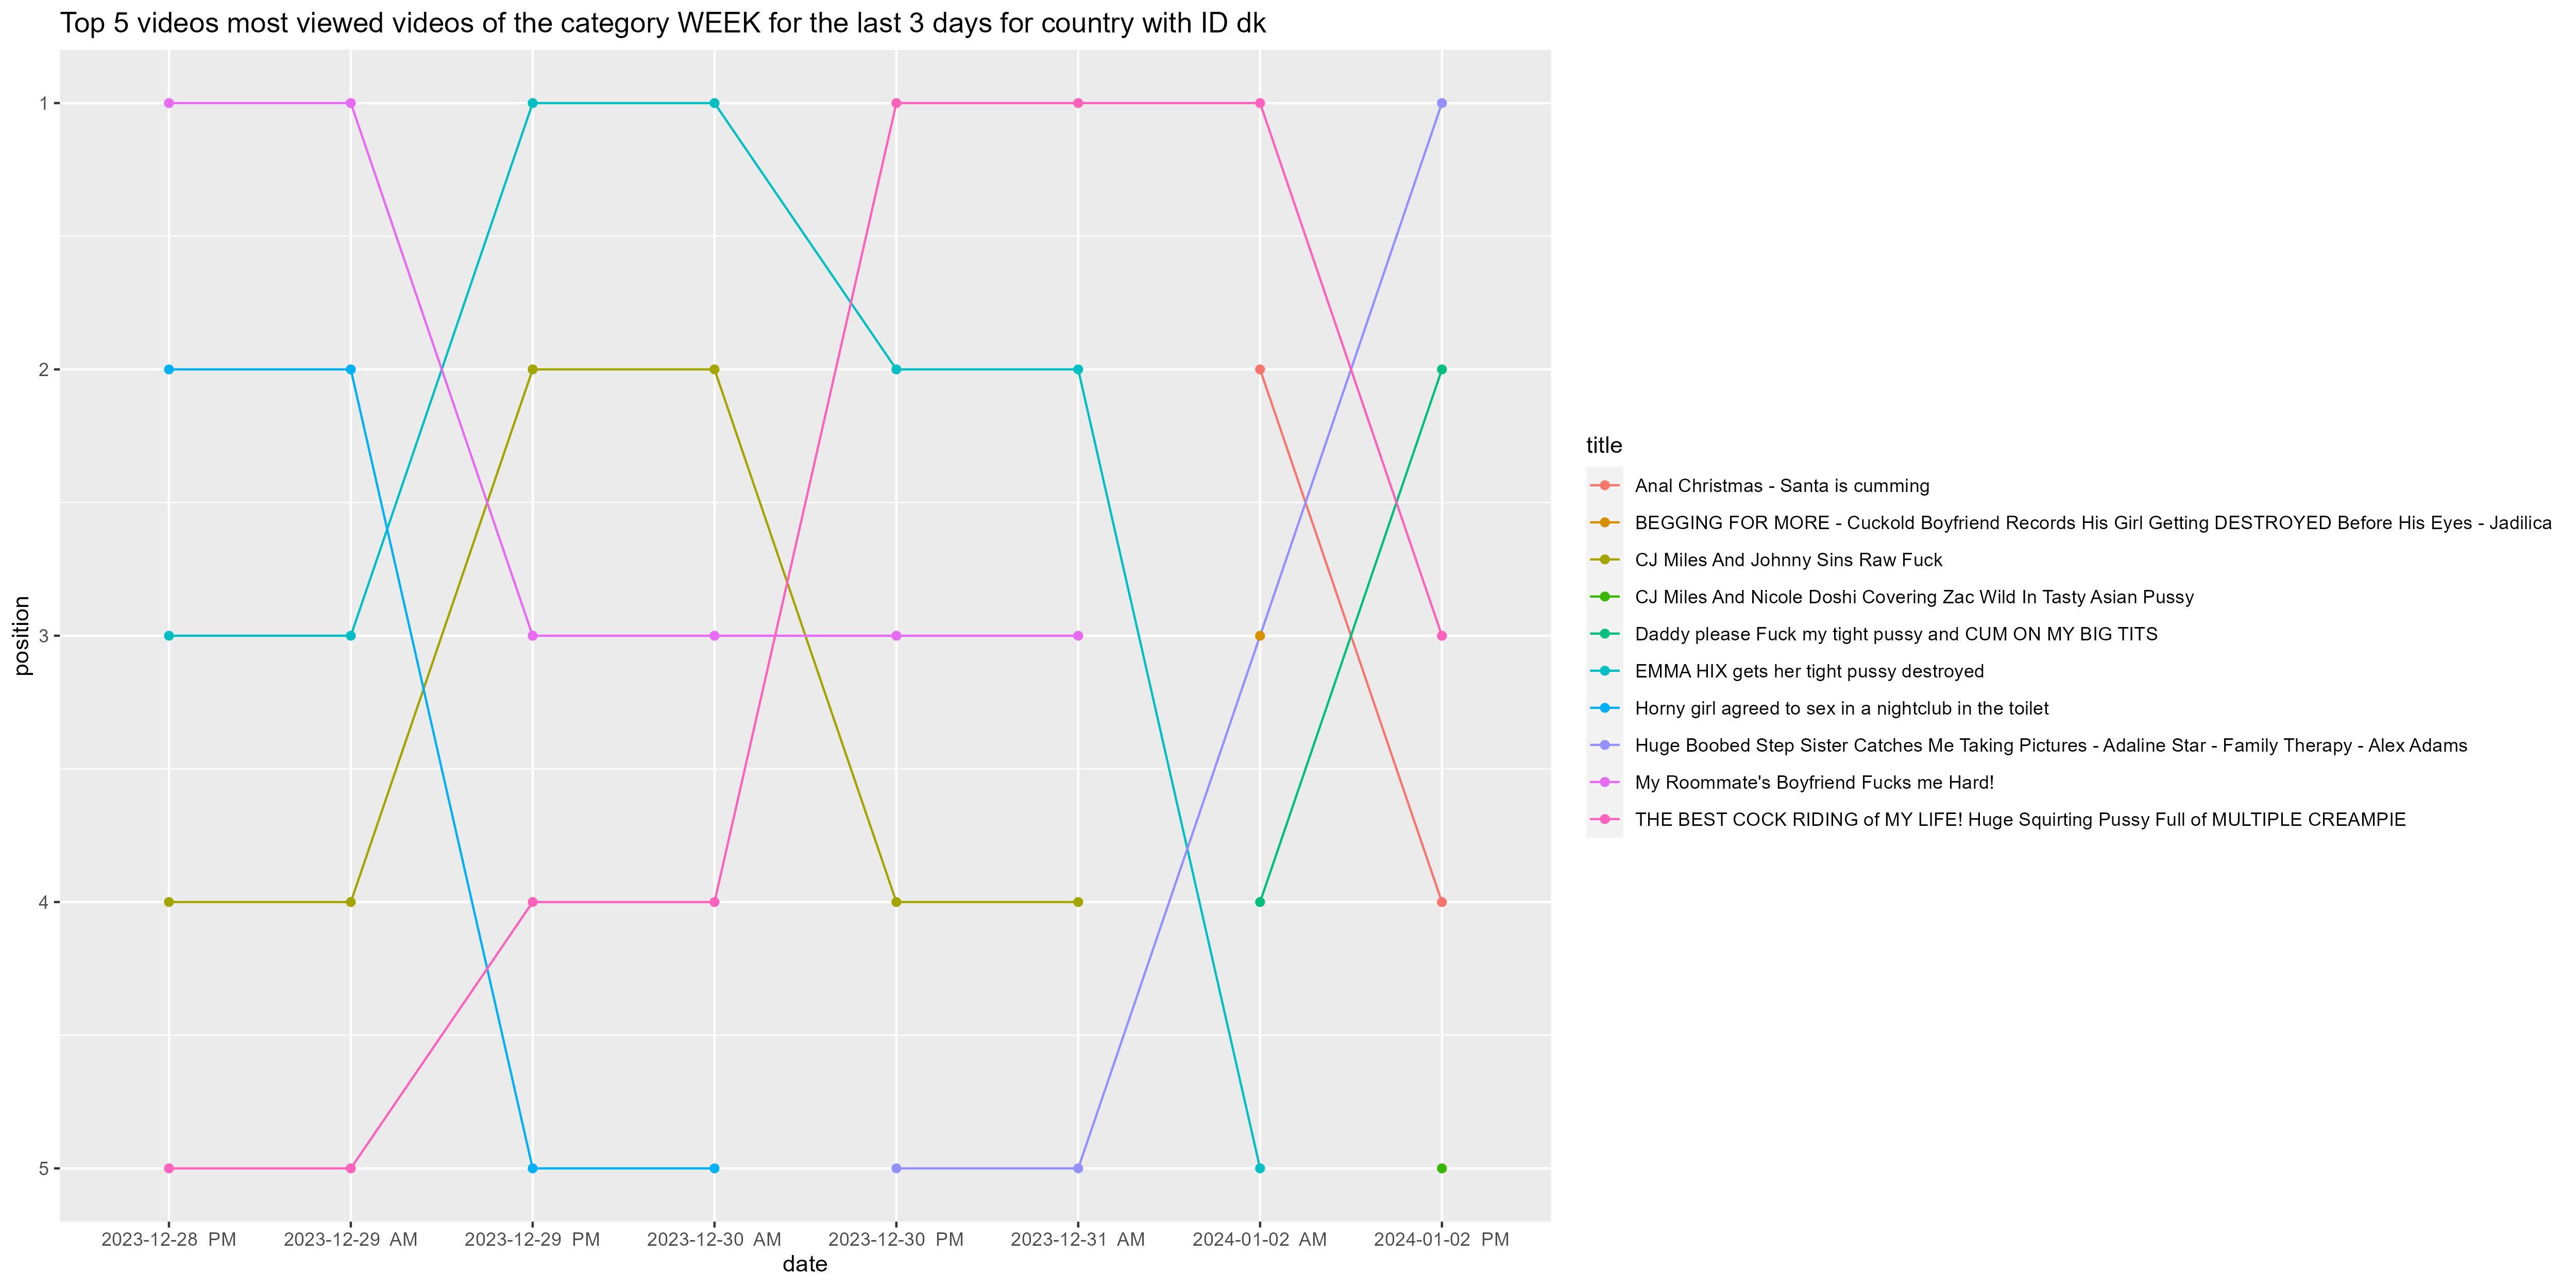 Top 5 videos most viewed videos of the category WEEK for the last 3 days for country with ID dk
position
1
2
3
4
5
2023-12-28 PM
2023-12-29 AM
2023-12-29 PM
2023-12-30 AM
2023-12-30 PM
2023-12-31 AM
2024-01-02 AM
2024-01-02 PM
date
title
Anal Christmas - Santa is cumming
BEGGING FOR MORE - Cuckold Boyfriend Records His Girl Getting DESTROYED Before His Eyes - Jadilica
CJ Miles And Johnny Sins Raw Fuck
CJ Miles And Nicole Doshi Covering Zac Wild In Tasty Asian Pussy
Daddy please Fuck my tight pussy and CUM ON MY BIG TITS
EMMA HIX gets her tight pussy destroyed
Horny girl agreed to sex in a nightclub in the toilet
Huge Boobed Step Sister Catches Me Taking Pictures - Adaline Star - Family Therapy - Alex Adams
My Roommate's Boyfriend Fucks me Hard!
THE BEST COCK RIDING of MY LIFE! Huge Squirting Pussy Full of MULTIPLE CREAMPIE